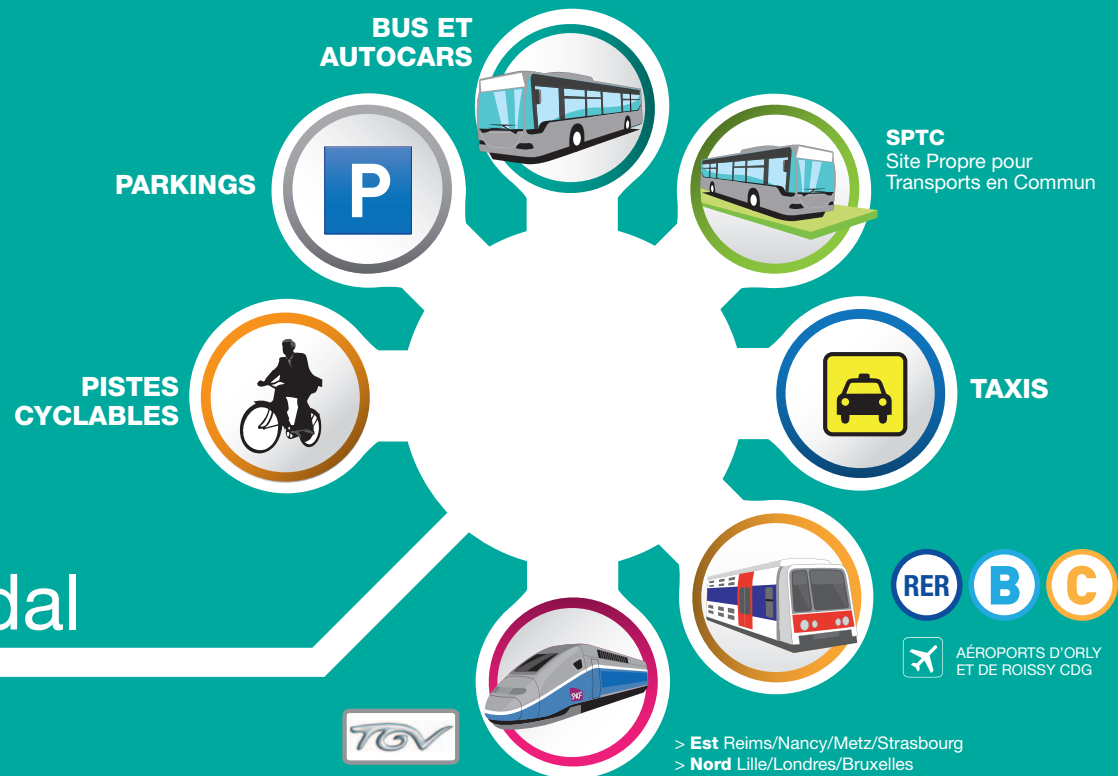 BUS ET
AUTOCARS
SPTC
Site Propre pour
Transports en Commun
PARKINGS
P
PISTES
CYCLABLES
TAXIS
dal
RER B C
AÉROPORTS D'ORLY
ET DE ROISSY CDG
SNCF
TGV
> Est Reims/Nancy/Metz/Strasbourg
> Nord Lille/Londres/Bruxelles